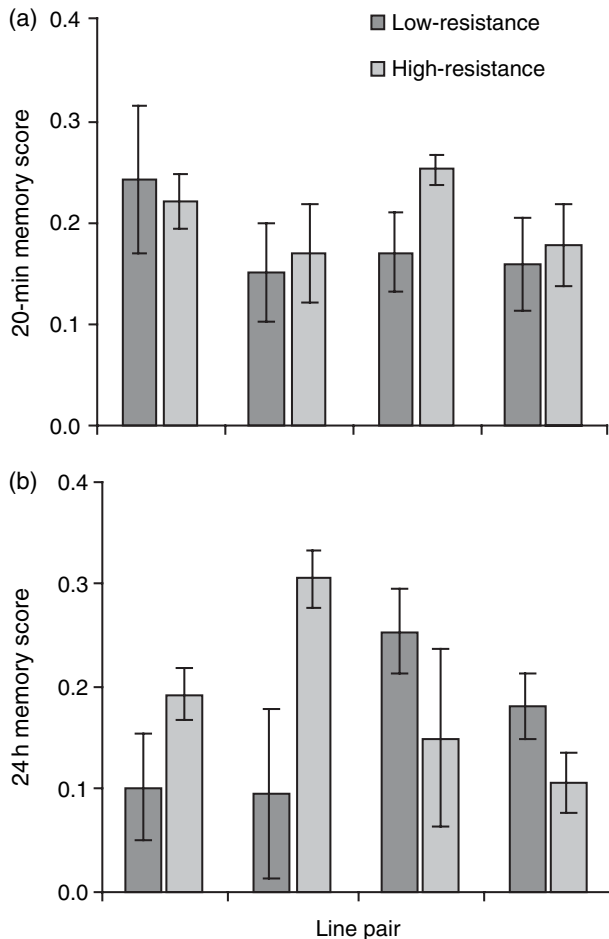 (a)
0.4
0.3
0.2
0.1
0.0
20-min memory score
Low-resistance
High-resistance
(b)
0.4
0.3
0.2
0.1
0.0
24 h memory score
Line pair